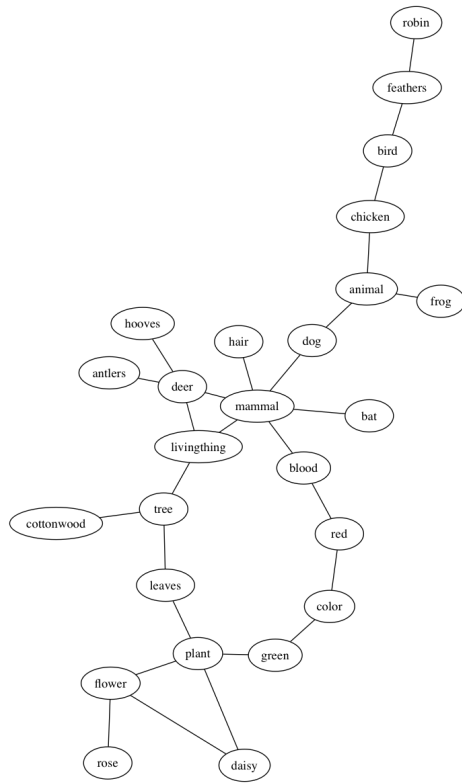 robin
feathers
bird
chicken
animal
frog
hooves
hair
dog
antlers
deer
mammal
bat
livingthing
blood
tree
cottonwood
red
leaves
color
plant
green
flower
rose
daisy